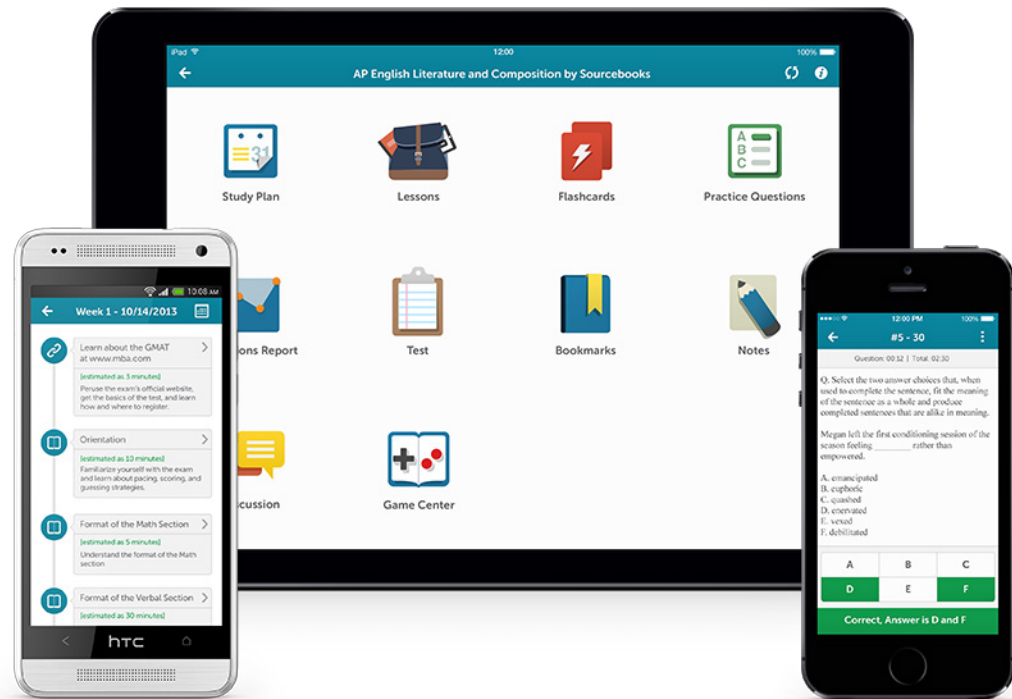 iPad
12:00
100%
AP English Literature and Composition by Sourcebooks
31
A
B
C
Study Plan
Lessons
Flashcards
Practice Questions
ons Report
Test
Bookmarks
Notes
cussion
Game Center
10:08 AM
Week 1 - 10/14/2013
Learn about the GMAT
at www.mba.com
[estimated as 3 minutes]
Peruse the exam's official website,
get the basics of the test, and learn
how and where to register.
Orientation
[estimated as 10 minutes]
Familiarize yourself with the exam
and learn about pacing, scoring, and
guessing strategies.
Format of the Math Section
[estimated as 5 minutes]
Understand the format of the Math
section
Format of the Verbal Section
[estimated as 30 minutes]
hTC
12:00 PM
100%
#5 - 30
Question: 00:12 | Total: 02:30
Q. Select the two answer choices that, when
used to complete the sentence, fit the meaning
of the sentence as a whole and produce
completed sentences that are alike in meaning.
Megan left the first conditioning session of the
season feeling ________ rather than
empowered.
A. emancipated
B. euphoric
C. quashed
D. enervated
E. vexed
F. debilitated
A B C
D E F
Correct, Answer is D and F